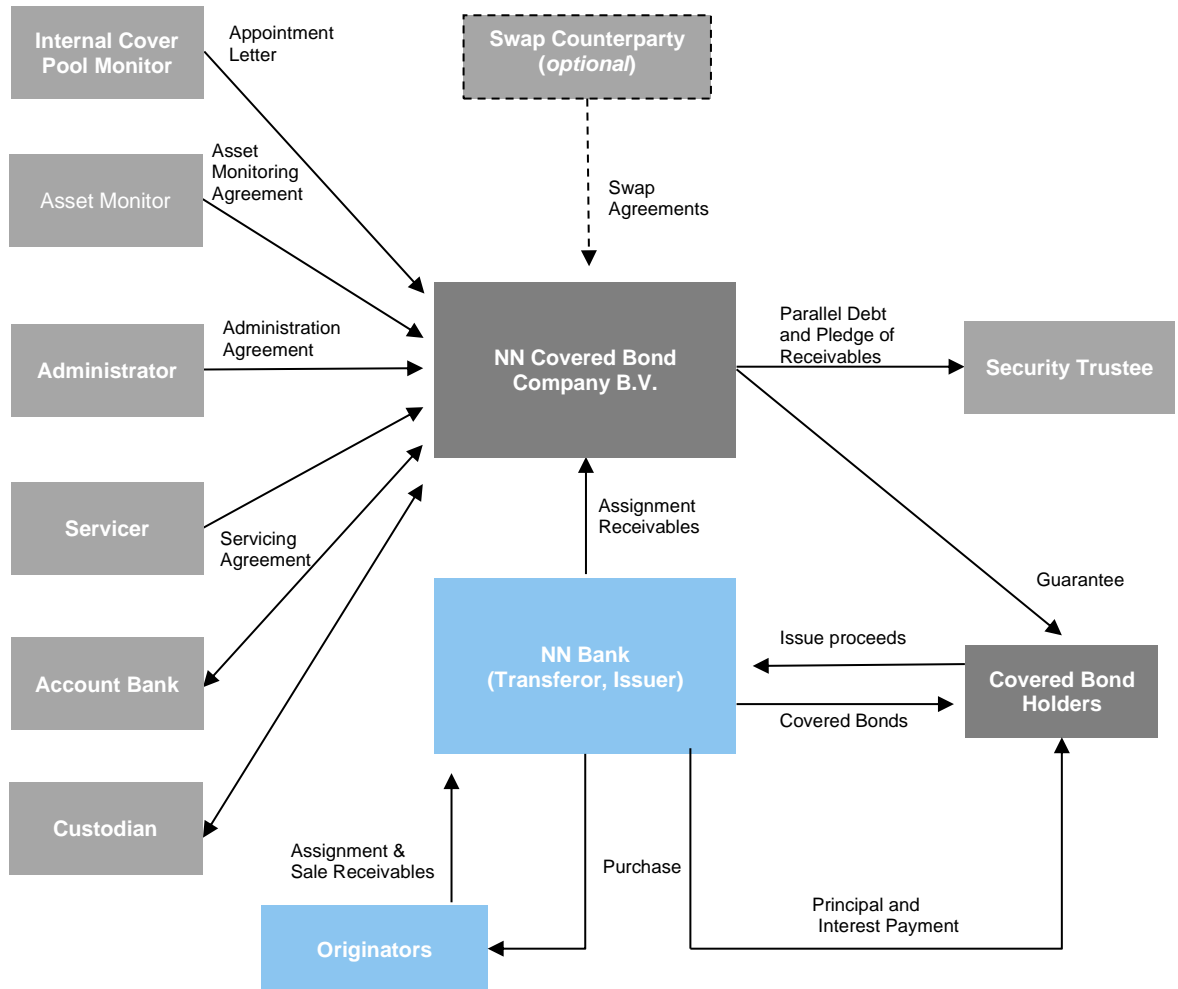 Internal Cover
Pool Monitor
Appointment
Letter
Swap Counterparty
(optional)
Asset
Monitoring
Agreement
Asset Monitor
Swap
Agreements
Administration
Agreement
Administrator
NN Covered Bond
Company B.V.
Parallel Debt
and Pledge of
Receivables
Security Trustee
Servicer
Servicing
Agreement
Assignment
Receivables
Guarantee
Account Bank
NN Bank
(Transferor, Issuer)
Issue proceeds
Covered Bonds
Covered Bond
Holders
Custodian
Assignment &
Sale Receivables
Purchase
Principal and
Interest Payment
Originators